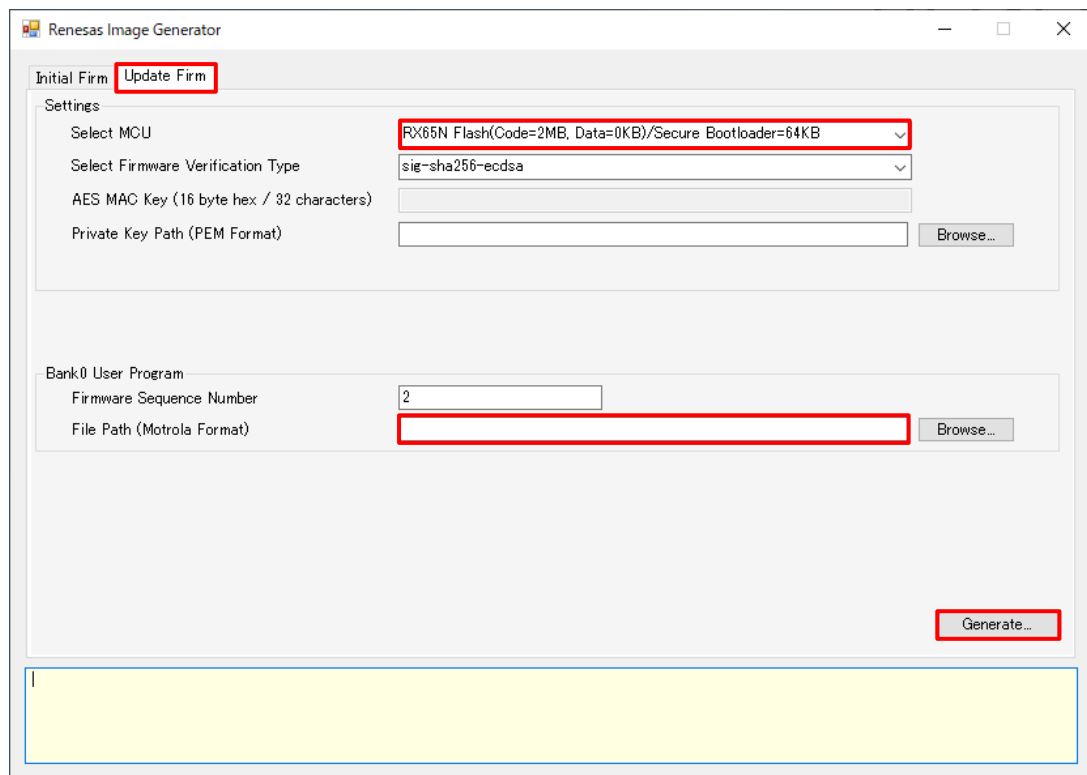 Renesas Image Generator
Initial Firm Update Firm
Settings
Select MCU RX65N Flash(Code=2MB, Data=0KB)/Secure Bootloader=64KB
Select Firmware Verification Type sig-sha256-ecdsa
AES MAC Key (16 byte hex / 32 characters)
Private Key Path (PEM Format) Browse...
Bank0 User Program
Firmware Sequence Number 2
File Path (Motrola Format) Browse...
Generate...